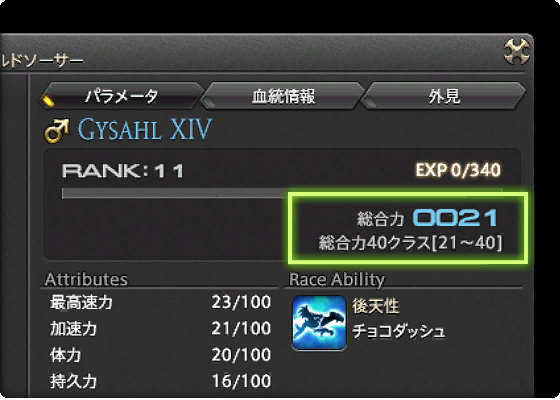 ルドソーサー
パラメータ 血統情報 外見
♂ GYSAHL XIV
RANK:11 EXP 0/340
総合力 0021
総合力40クラス[21～40]
Attributes Race Ability
最高速力 23/100 後天性
加速力 21/100 チョコダッシュ
体力 20/100
持久力 16/100